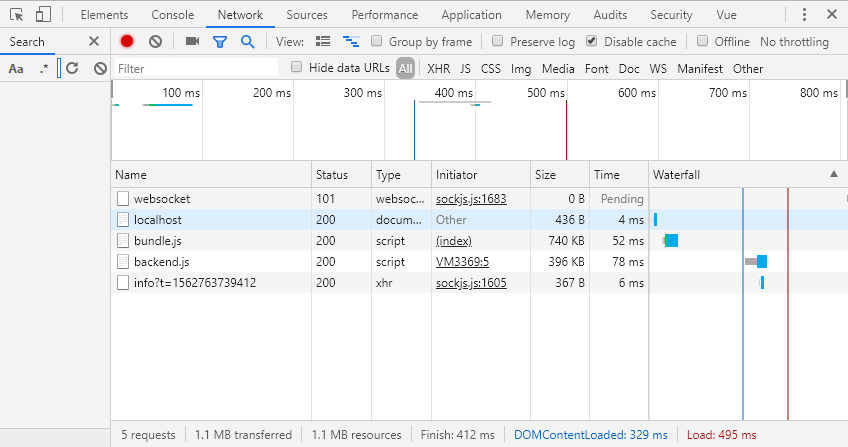 Elements Console Network Sources Performance Application Memory Audits Security Vue
Search View: Group by frame Preserve log Disable cache Offline No throttling
Aa .* Filter Hide data URLs All XHR JS CSS Img Media Font Doc WS Manifest Other
100 ms 200 ms 300 ms 400 ms 500 ms 600 ms 700 ms 800 ms
Name Status Type Initiator Size Time Waterfall
websocket 101 websoc... sockjs.js:1683 0 B Pending
localhost 200 docum... Other 436 B 4 ms
bundle.js 200 script (index) 740 KB 52 ms
backend.js 200 script VM3369:5 396 KB 78 ms
info?t=1562763739412 200 xhr sockjs.js:1605 367 B 6 ms
5 requests 1.1 MB transferred 1.1 MB resources Finish: 412 ms DOMContentLoaded: 329 ms Load: 495 ms